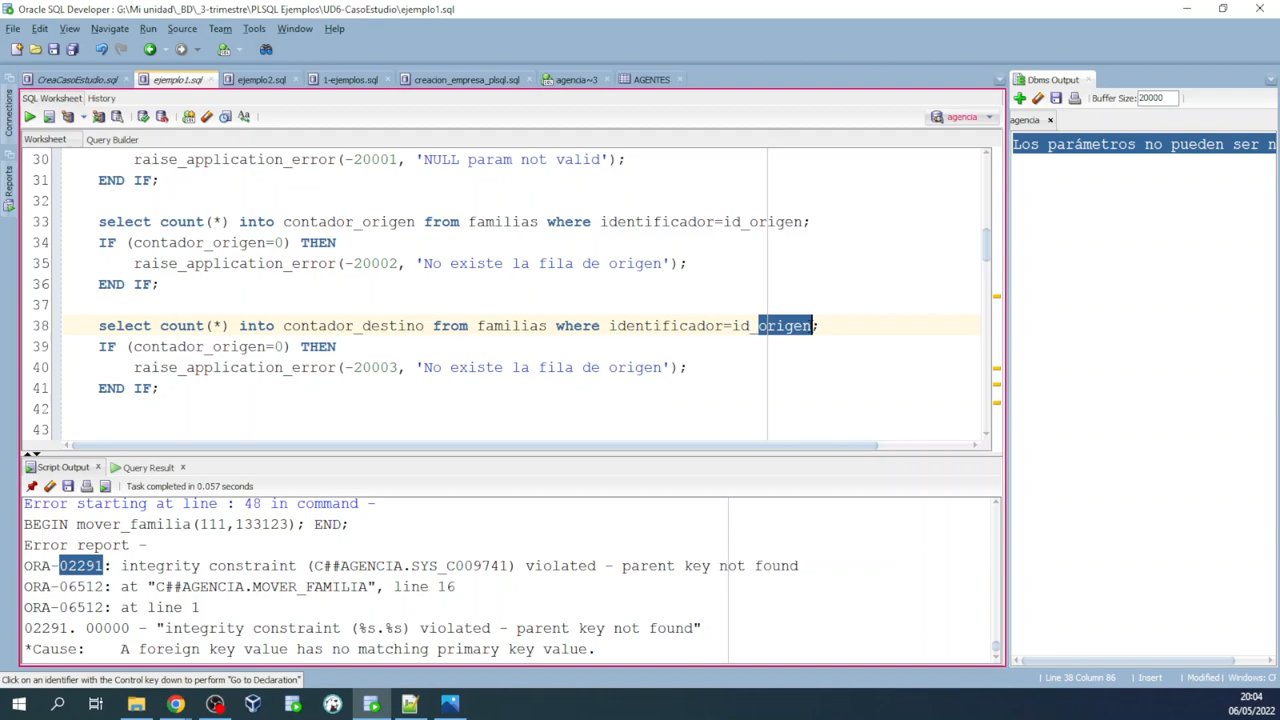 Oracle SQL Developer : G:\Mi unidad\_BD\_3-trimestre\PLSQL Ejemplos\UD6-CasoEstudio\ejemplo1.sql
File Edit View Navigate Run Source Team Tools Window Help
CreaCasoEstudio.sql ejemplo1.sql ejemplo2.sql 1-ejemplos.sql creacion_empresa_plsql.sql agencia~3 AGENTES
Dbms Output
SQL Worksheet History
Buffer Size: 20000
agencia
agencia
Connections
Reports
Worksheet Query Builder
Los parámetros no pueden ser n
30 raise_application_error(-20001, 'NULL param not valid');
31 END IF;
32
33 select count(*) into contador_origen from familias where identificador=id_origen;
34 IF (contador_origen=0) THEN
35 raise_application_error(-20002, 'No existe la fila de origen');
36 END IF;
37
38 select count(*) into contador_destino from familias where identificador=id_origen;
39 IF (contador_origen=0) THEN
40 raise_application_error(-20003, 'No existe la fila de origen');
41 END IF;
42
43
Script Output Query Result
Task completed in 0.057 seconds
Error starting at line : 48 in command -
BEGIN mover_familia(111,133123); END;
Error report -
ORA-02291: integrity constraint (C##AGENCIA.SYS_C009741) violated - parent key not found
ORA-06512: at "C##AGENCIA.MOVER_FAMILIA", line 16
ORA-06512: at line 1
02291. 00000 - "integrity constraint (%s.%s) violated - parent key not found"
*Cause: A foreign key value has no matching primary key value.
Click on an identifier with the Control key down to perform "Go to Declaration"
Line 38 Column 86 Insert Modified Windows: C
20:04
06/05/2022